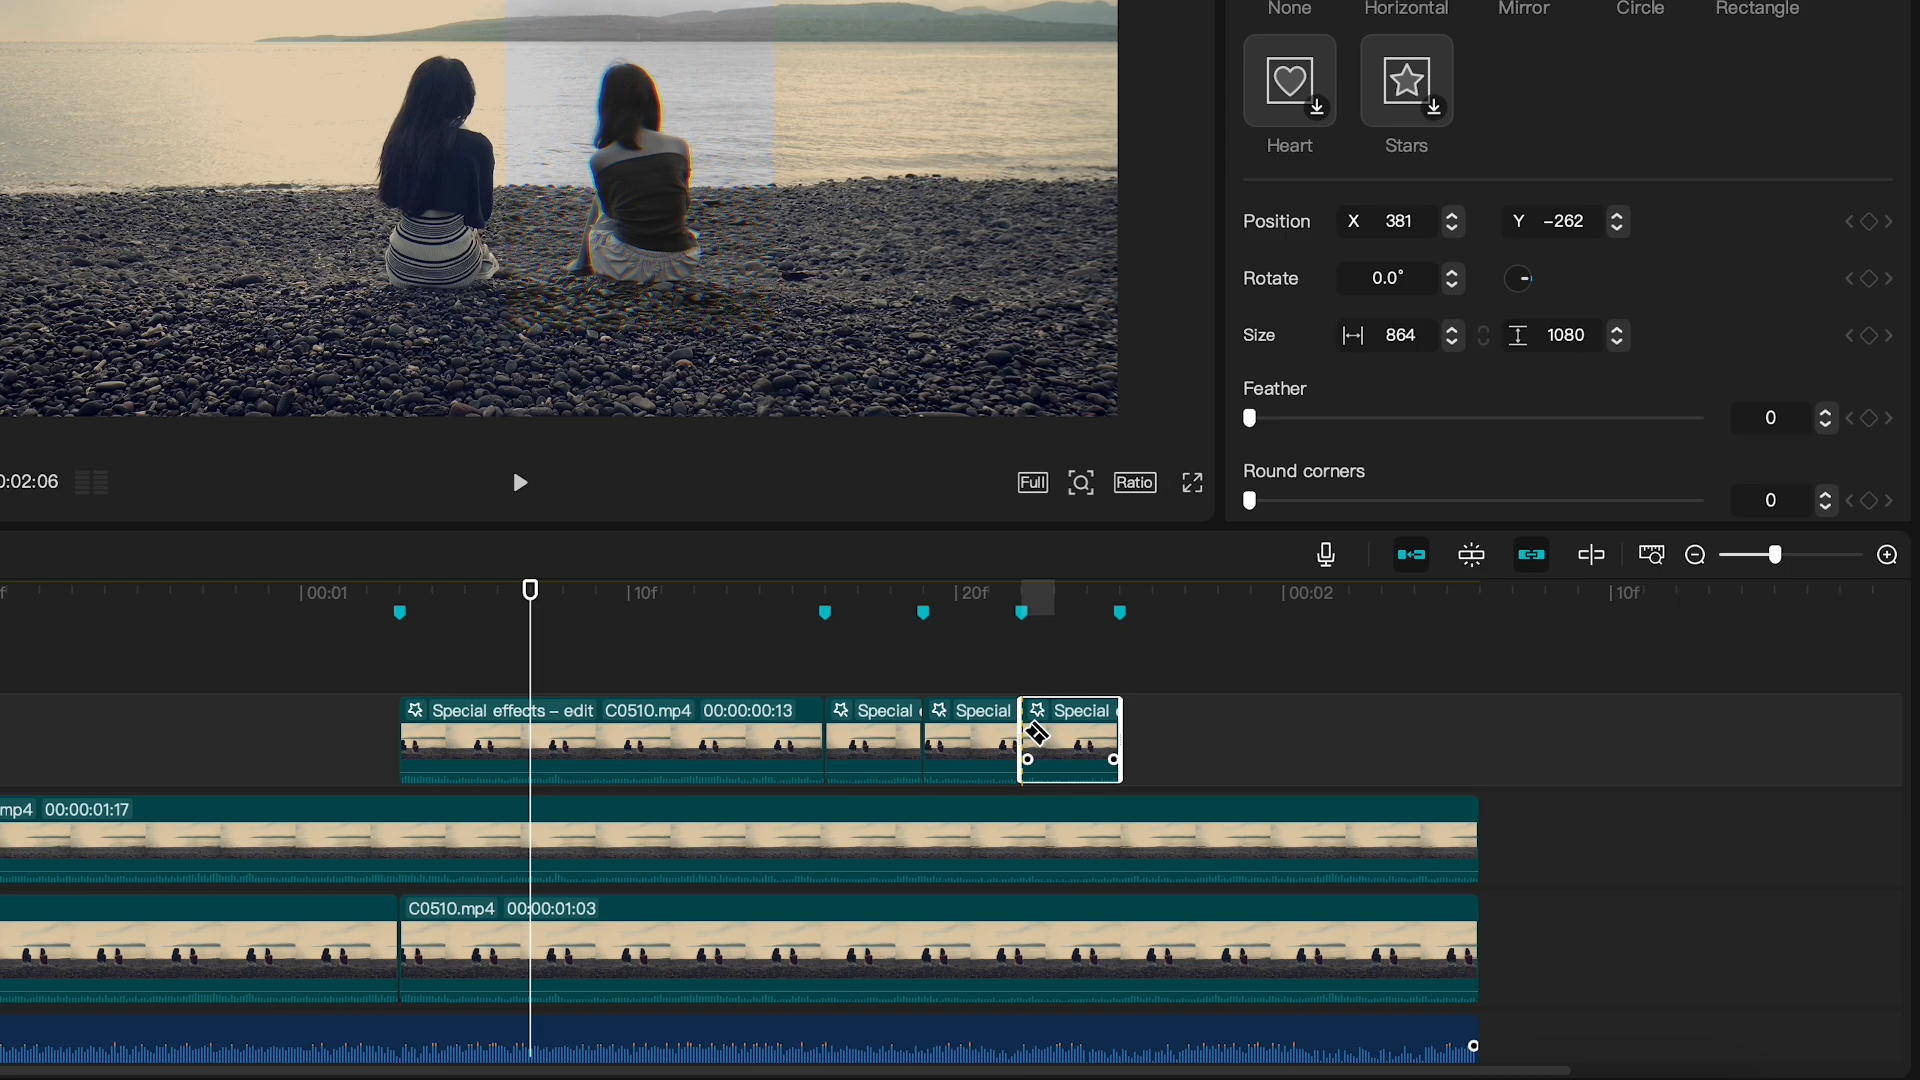 None Horizontal Mirror Circle Rectangle
Heart Stars
Position X 381 Y -262
Rotate 0.0°
Size 864 1080
Feather
0
Round corners
0
0:02:06
Full Ratio
f 00:01 10f 20f 00:02 10f
Special effects – edit C0510.mp4 00:00:00:13 Special Special Special
mp4 00:00:01:17
C0510.mp4 00:00:01:03